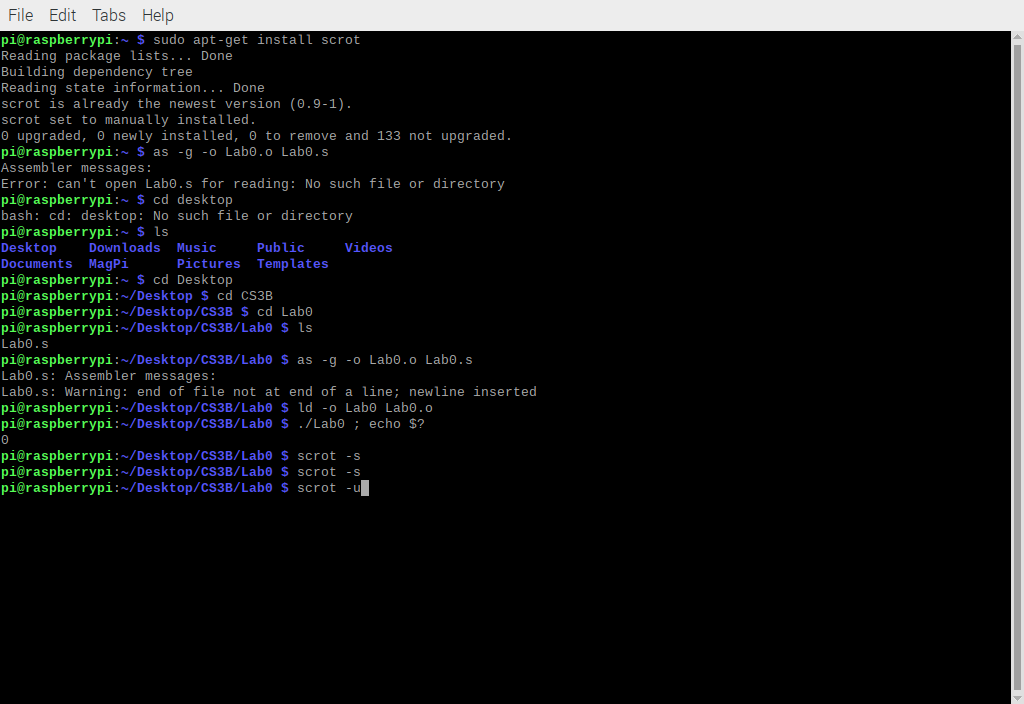 File Edit Tabs Help
pi@raspberrypi:~ $ sudo apt-get install scrot
Reading package lists... Done
Building dependency tree
Reading state information... Done
scrot is already the newest version (0.9-1).
scrot set to manually installed.
0 upgraded, 0 newly installed, 0 to remove and 133 not upgraded.
pi@raspberrypi:~ $ as -g -o Lab0.o Lab0.s
Assembler messages:
Error: can't open Lab0.s for reading: No such file or directory
pi@raspberrypi:~ $ cd desktop
bash: cd: desktop: No such file or directory
pi@raspberrypi:~ $ ls
Desktop    Downloads  Music     Public     Videos
Documents  MagPi      Pictures  Templates
pi@raspberrypi:~ $ cd Desktop
pi@raspberrypi:~/Desktop $ cd CS3B
pi@raspberrypi:~/Desktop/CS3B $ cd Lab0
pi@raspberrypi:~/Desktop/CS3B/Lab0 $ ls
Lab0.s
pi@raspberrypi:~/Desktop/CS3B/Lab0 $ as -g -o Lab0.o Lab0.s
Lab0.s: Assembler messages:
Lab0.s: Warning: end of file not at end of a line; newline inserted
pi@raspberrypi:~/Desktop/CS3B/Lab0 $ ld -o Lab0 Lab0.o
pi@raspberrypi:~/Desktop/CS3B/Lab0 $ ./Lab0 ; echo $?
0
pi@raspberrypi:~/Desktop/CS3B/Lab0 $ scrot -s
pi@raspberrypi:~/Desktop/CS3B/Lab0 $ scrot -s
pi@raspberrypi:~/Desktop/CS3B/Lab0 $ scrot -u